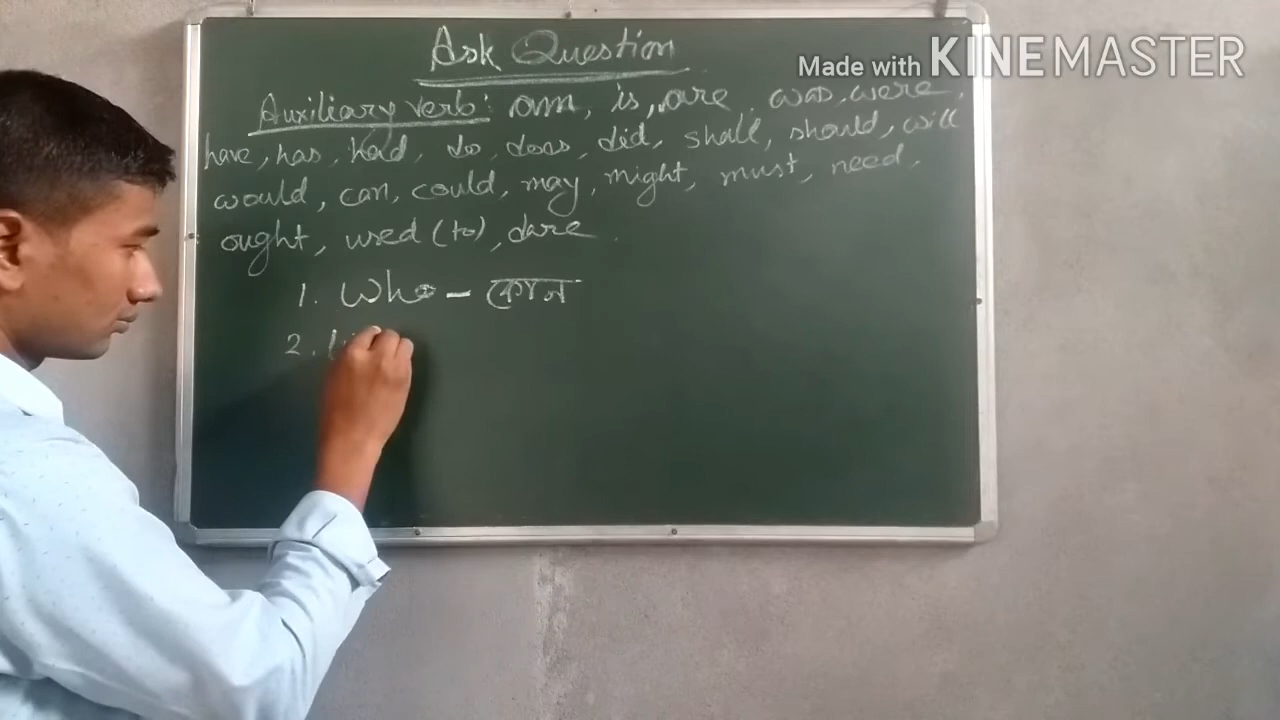 Ask Question
Made with KINEMASTER
Auxiliary verb: am, is, are, was, were,
have, has, had, do, does, did, shall, should, will
would, can, could, may, might, must, need,
ought, used (to), dare.
1. Who - কোন
2.